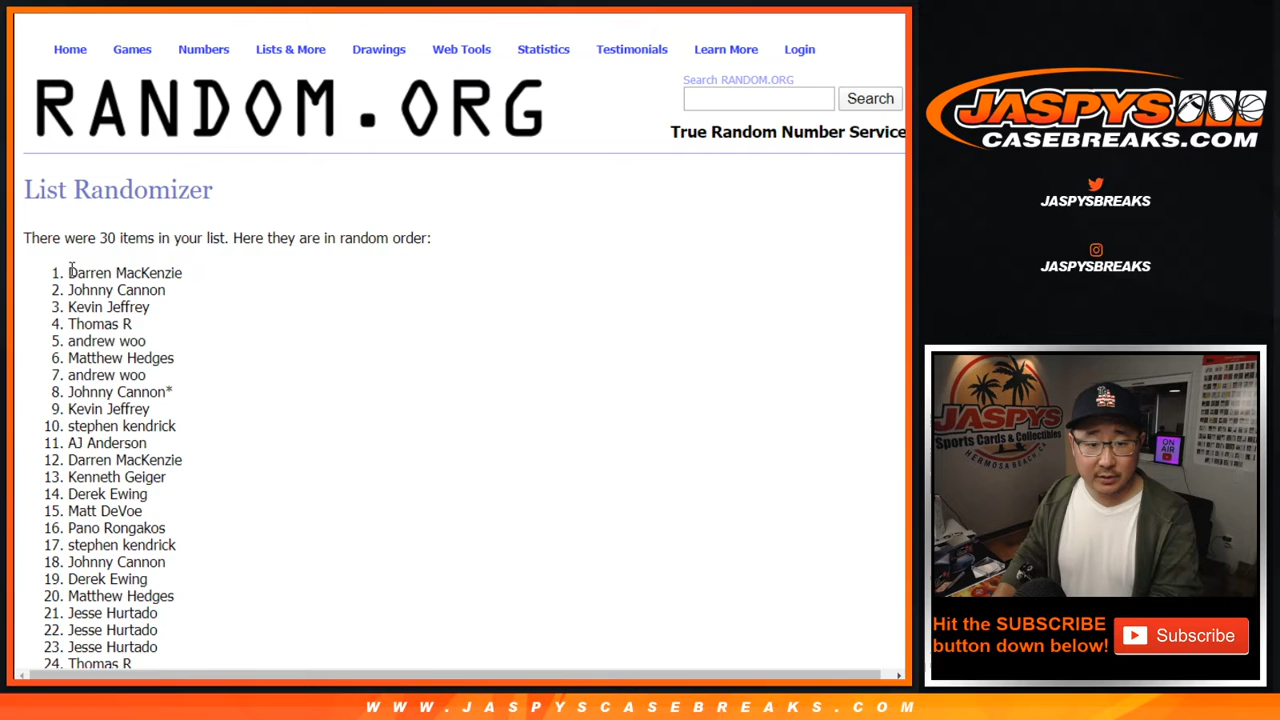 Home Games Numbers Lists & More Drawings Web Tools Statistics Testimonials Learn More Login
RANDOM.ORG
Search RANDOM.ORG
Search
True Random Number Service
List Randomizer
There were 30 items in your list. Here they are in random order:
1. Darren MacKenzie
2. Johnny Cannon
3. Kevin Jeffrey
4. Thomas R
5. andrew woo
6. Matthew Hedges
7. andrew woo
8. Johnny Cannon*
9. Kevin Jeffrey
10. stephen kendrick
11. AJ Anderson
12. Darren MacKenzie
13. Kenneth Geiger
14. Derek Ewing
15. Matt DeVoe
16. Pano Rongakos
17. stephen kendrick
18. Johnny Cannon
19. Derek Ewing
20. Matthew Hedges
21. Jesse Hurtado
22. Jesse Hurtado
23. Jesse Hurtado
24. Thomas R
JASPYS
CASEBREAKS.COM
JASPYSBREAKS
JASPYSBREAKS
JASPYS
Sports Cards & Collectibles
HERMOSA BEACH, CA
ON AIR
Hit the SUBSCRIBE
button down below!
Subscribe
WWW.JASPYSCASEBREAKS.COM